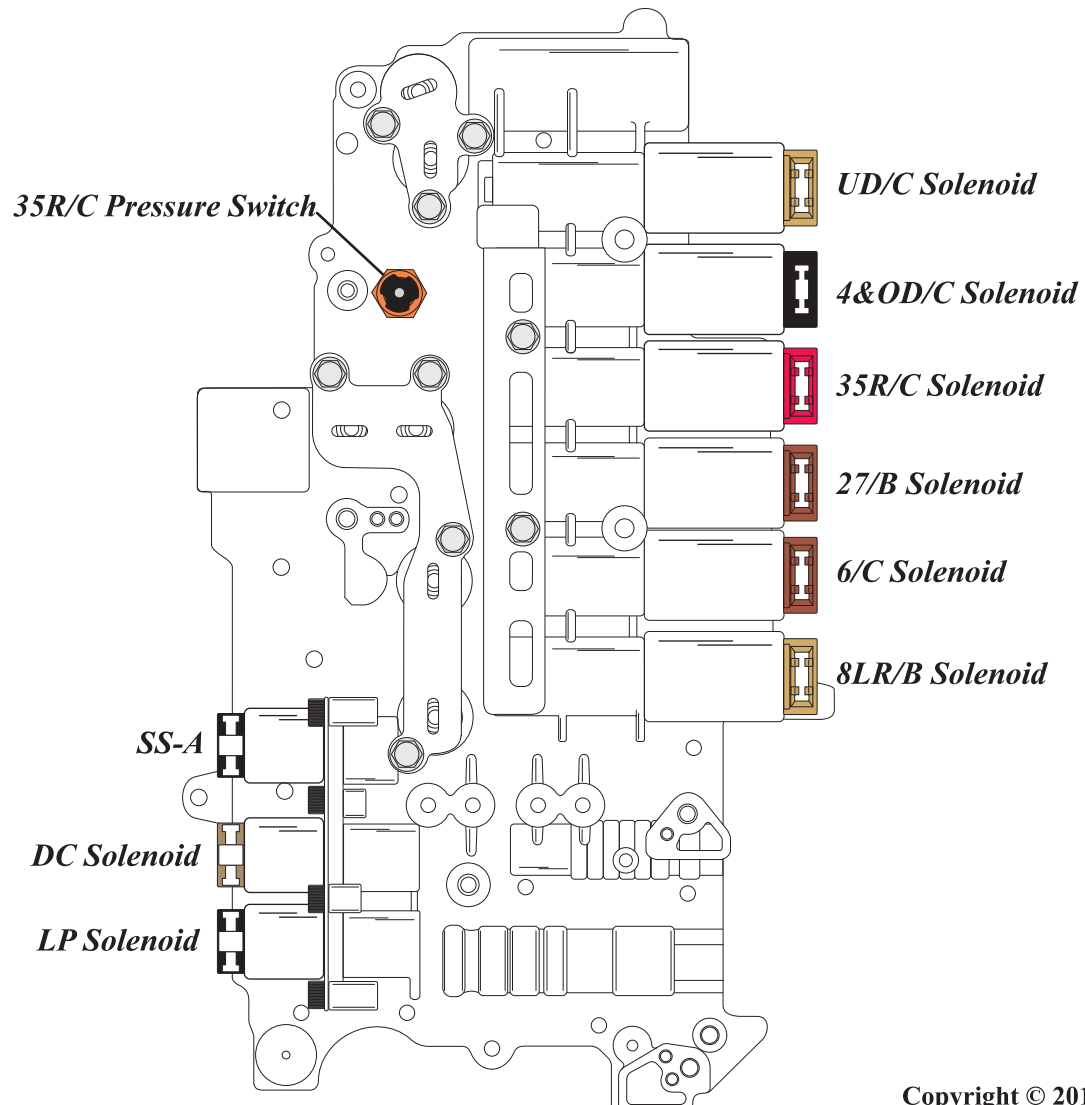 35R/C Pressure Switch
UD/C Solenoid
4&OD/C Solenoid
35R/C Solenoid
27/B Solenoid
6/C Solenoid
8LR/B Solenoid
SS-A
DC Solenoid
LP Solenoid
Copyright © 201